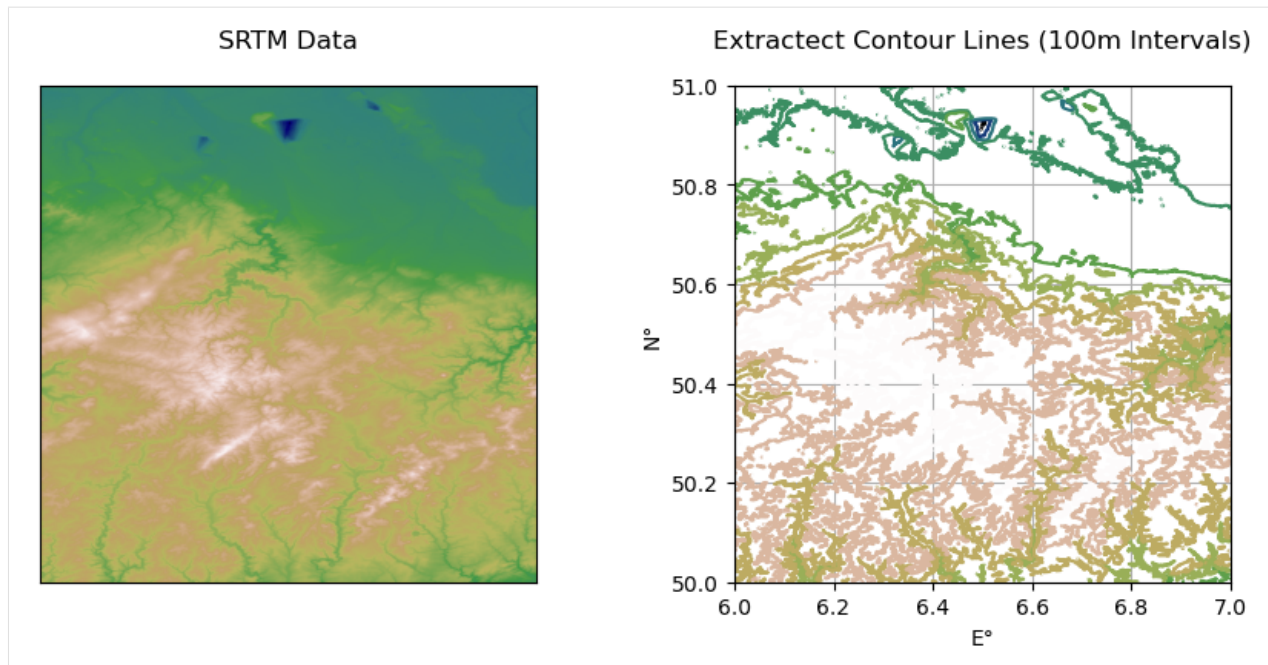 SRTM Data
Extractect Contour Lines (100m Intervals)
51.0
50.8
50.6
N°
50.4
50.2
50.0
6.0 6.2 6.4 6.6 6.8 7.0
E°